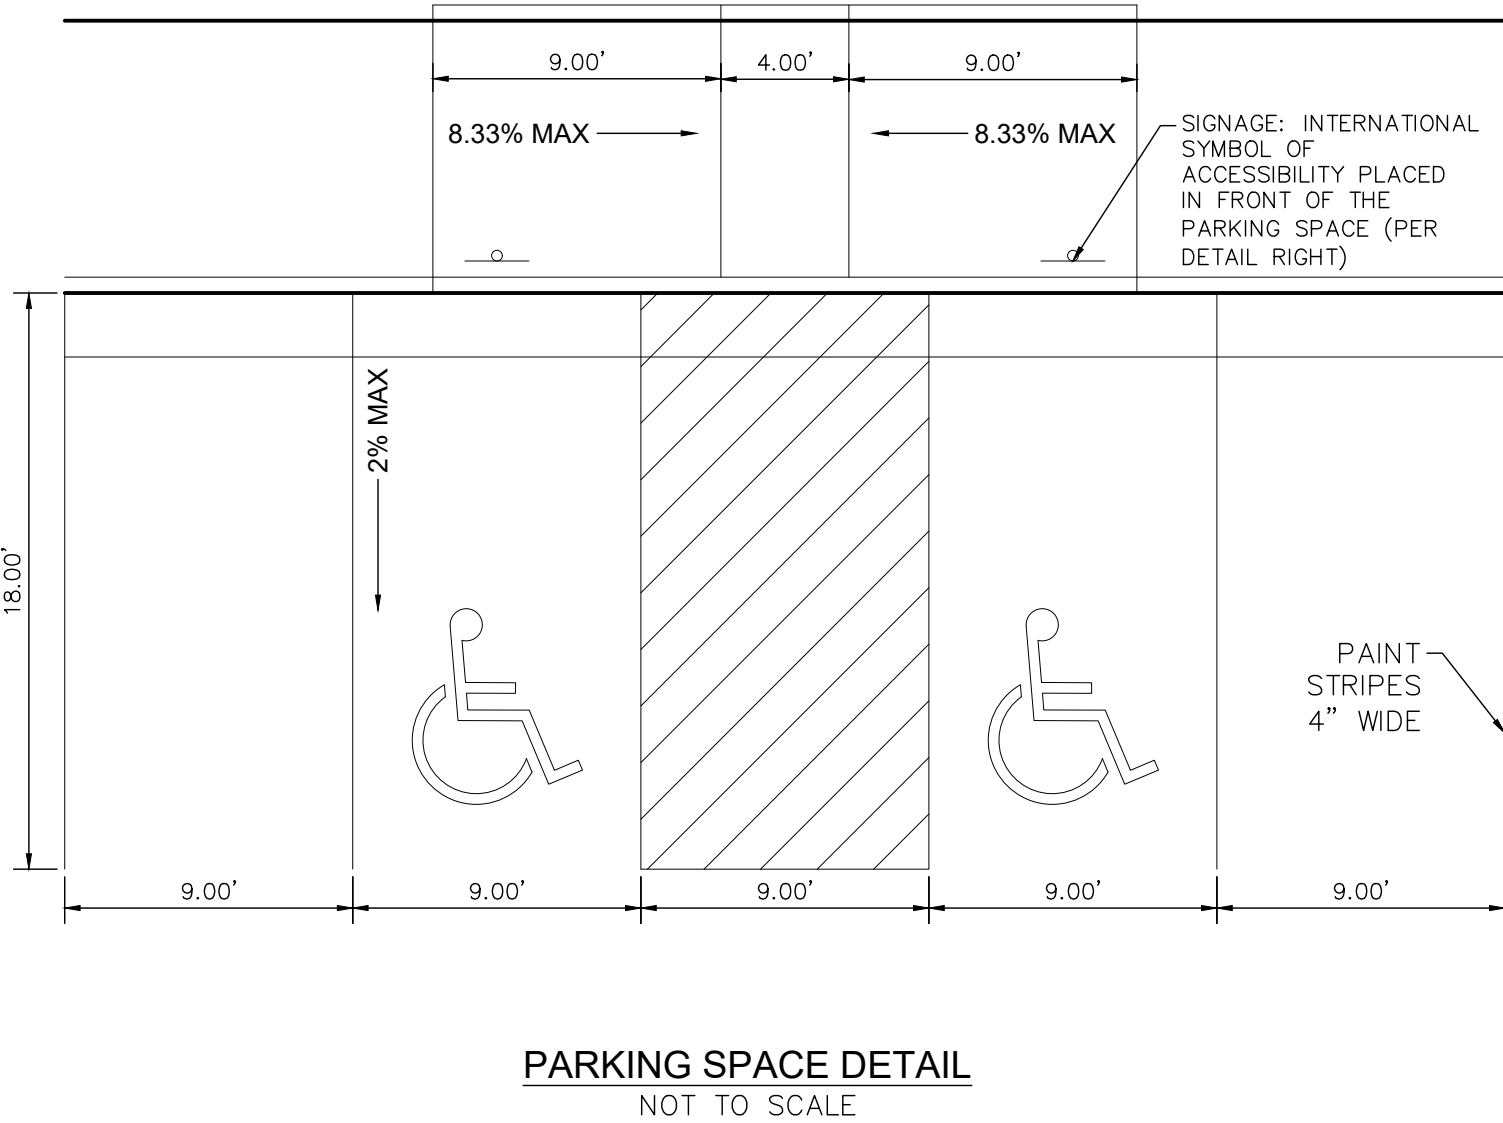 9.00’ 4.00’ 9.00’
8.33% MAX 8.33% MAX
SIGNAGE: INTERNATIONAL
SYMBOL OF
ACCESSIBILITY PLACED
IN FRONT OF THE
PARKING SPACE (PER
DETAIL RIGHT)
2% MAX
18.00’
PAINT
STRIPES
4” WIDE
9.00’ 9.00’ 9.00’ 9.00’ 9.00’
PARKING SPACE DETAIL
NOT TO SCALE